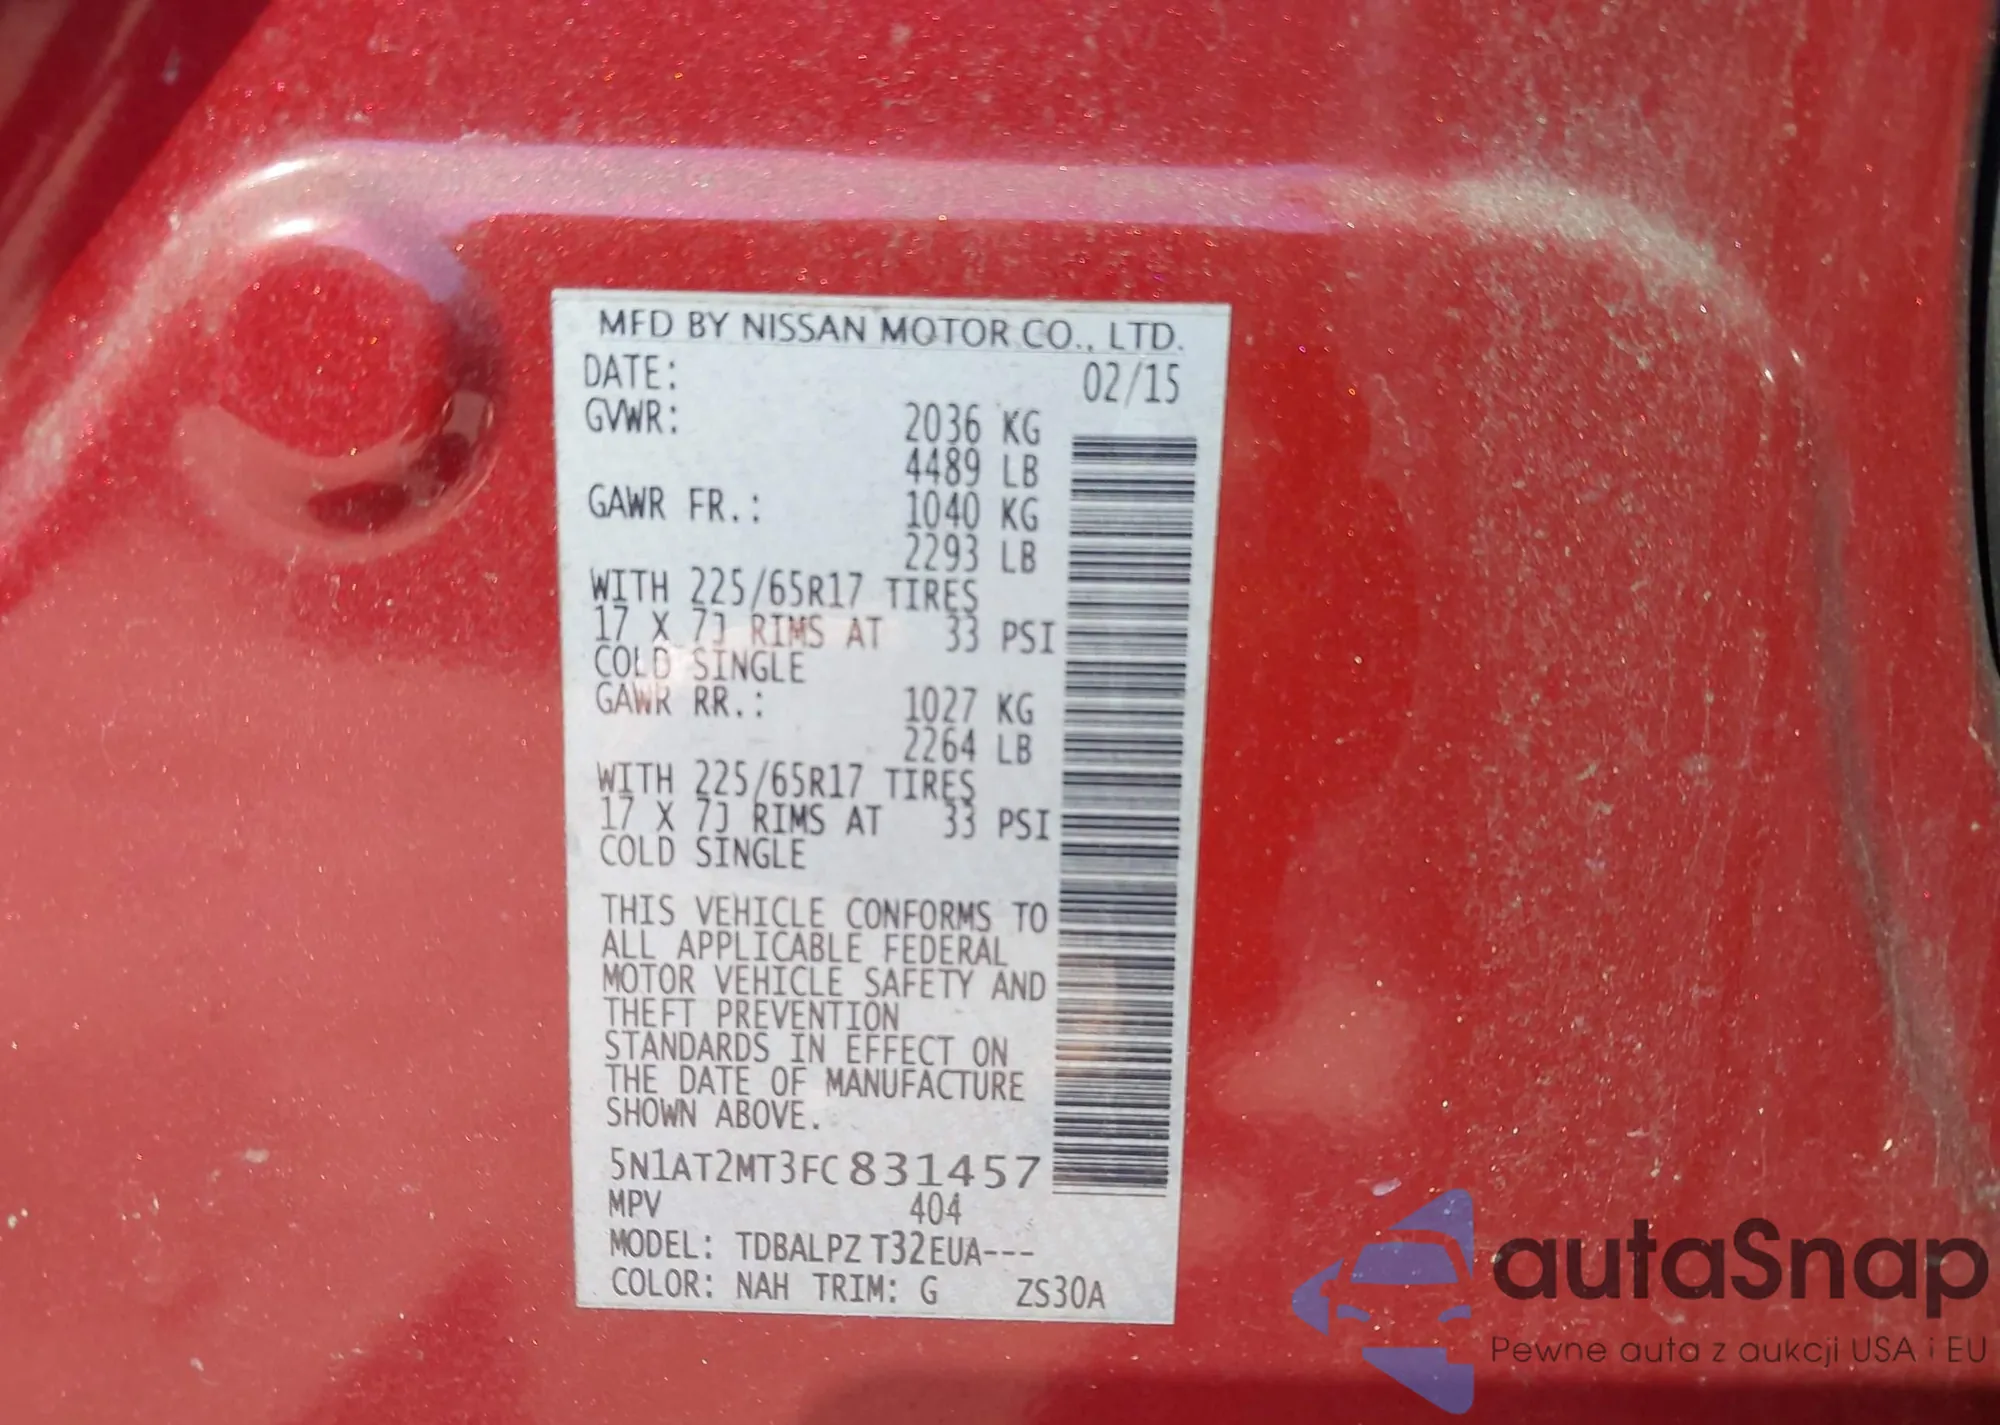 MFD BY NISSAN MOTOR CO., LTD.
DATE: 02/15
GVWR: 2036 KG
4489 LB
GAWR FR.: 1040 KG
2293 LB
WITH 225/65R17 TIRES
17 X 7J RIMS AT 33 PSI
COLD SINGLE
GAWR RR.: 1027 KG
2264 LB
WITH 225/65R17 TIRES
17 X 7J RIMS AT 33 PSI
COLD SINGLE
THIS VEHICLE CONFORMS TO
ALL APPLICABLE FEDERAL
MOTOR VEHICLE SAFETY AND
THEFT PREVENTION
STANDARDS IN EFFECT ON
THE DATE OF MANUFACTURE
SHOWN ABOVE.
5N1AT2MT3FC831457
MPV 404
MODEL: TDBALPZ T32EUA---
COLOR: NAH TRIM: G ZS30A
autaSnap
Pewne auta z aukcji USA i EU